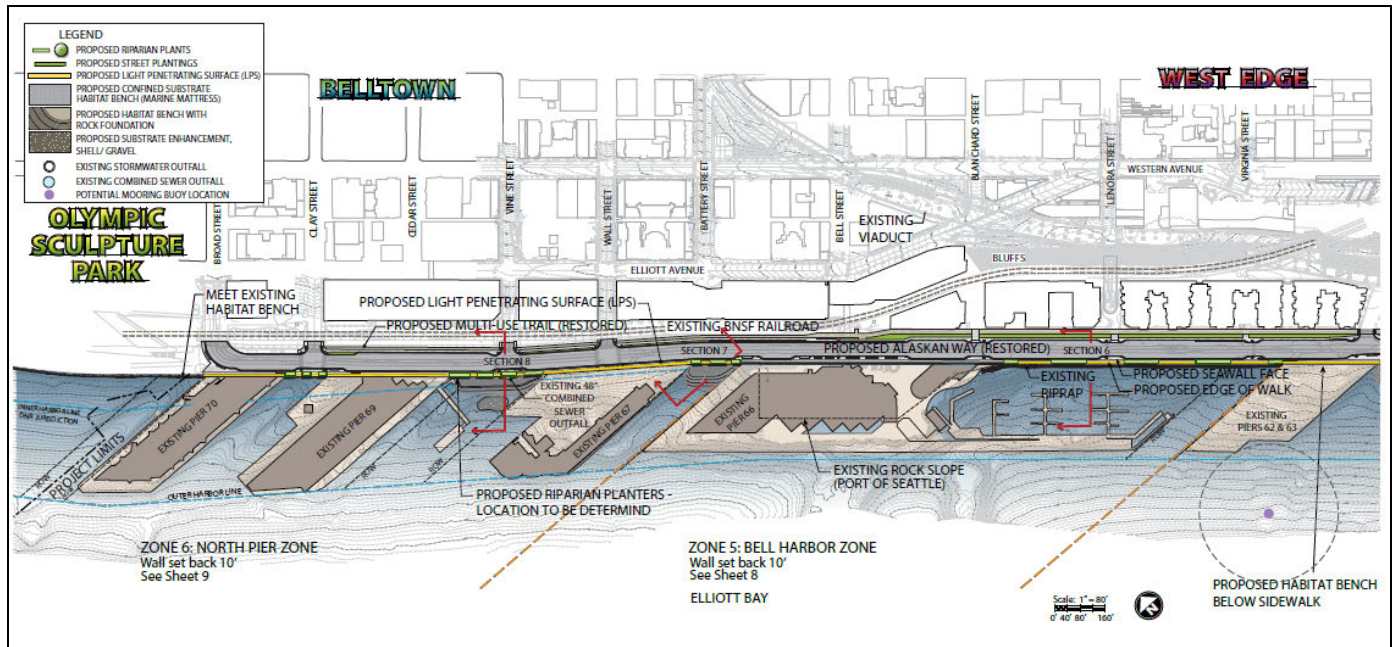 LEGEND
PROPOSED RIPARIAN PLANTS
PROPOSED STREET PLANTINGS
PROPOSED LIGHT PENETRATING SURFACE (LPS)
PROPOSED CONFINED SUBSTRATE
HABITAT BENCH (MARINE MATTRESS)
PROPOSED HABITAT BENCH WITH
ROCK FOUNDATION
PROPOSED SUBSTRATE ENHANCEMENT,
SHELL/ GRAVEL
EXISTING STORMWATER OUTFALL
EXISTING COMBINED SEWER OUTFALL
POTENTIAL MOORING BUOY LOCATION
BELLTOWN
WEST EDGE
OLYMPIC
SCULPTURE
PARK
BROAD STREET
CLAY STREET
CEDAR STREET
VINE STREET
WALL STREET
BATTERY STREET
BELL STREET
BLANCHARD STREET
LENORA STREET
VIRGINIA STREET
WESTERN AVENUE
EXISTING
VIADUCT
ELLIOTT AVENUE
BLUFFS
MEET EXISTING
HABITAT BENCH
PROPOSED LIGHT PENETRATING SURFACE (LPS)
PROPOSED MULTI-USE TRAIL (RESTORED)
EXISTING BNSF RAILROAD
SECTION 8
SECTION 7
PROPOSED ALASKAN WAY (RESTORED)
SECTION 6
PROPOSED SEAWALL FACE
PROPOSED EDGE OF WALK
EXISTING
RIPRAP
EXISTING 48"
COMBINED
SEWER
OUTFALL
INNER HARBOR LINE
DNR JURISDICTION
PROJECT LIMITS
ROW
EXISTING PIER 70
EXISTING PIER 69
ROW
ROW
EXISTING PIER 67
EXISTING
PIER 66
ROW
EXISTING
PIERS 62 & 63
OUTER HARBOR LINE
EXISTING ROCK SLOPE
(PORT OF SEATTLE)
PROPOSED RIPARIAN PLANTERS -
LOCATION TO BE DETERMIND
ZONE 6: NORTH PIER ZONE
Wall set back 10'
See Sheet 9
ZONE 5: BELL HARBOR ZONE
Wall set back 10'
See Sheet 8
ELLIOTT BAY
PROPOSED HABITAT BENCH
BELOW SIDEWALK
Scale: 1" = 80'
0' 40' 80' 160'